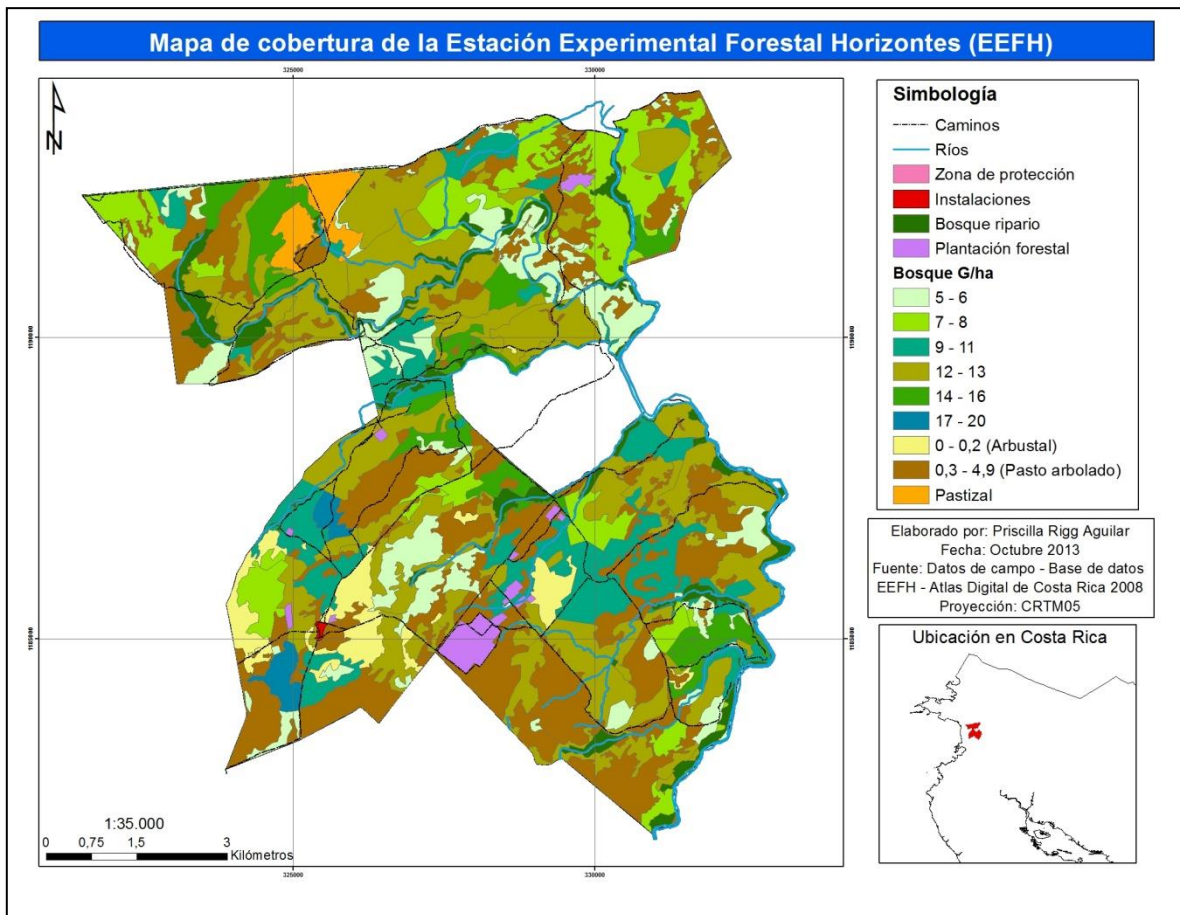 Mapa de cobertura de la Estación Experimental Forestal Horizontes (EEFH)
325000
330000
N
1190000
1190000
1185000
1185000
325000
330000
1:35.000
0 0,75 1,5 3
Kilómetros
Simbología
Caminos
Ríos
Zona de protección
Instalaciones
Bosque ripario
Plantación forestal
Bosque G/ha
5 - 6
7 - 8
9 - 11
12 - 13
14 - 16
17 - 20
0 - 0,2 (Arbustal)
0,3 - 4,9 (Pasto arbolado)
Pastizal
Elaborado por: Priscilla Rigg Aguilar
Fecha: Octubre 2013
Fuente: Datos de campo - Base de datos
EEFH - Atlas Digital de Costa Rica 2008
Proyección: CRTM05
Ubicación en Costa Rica